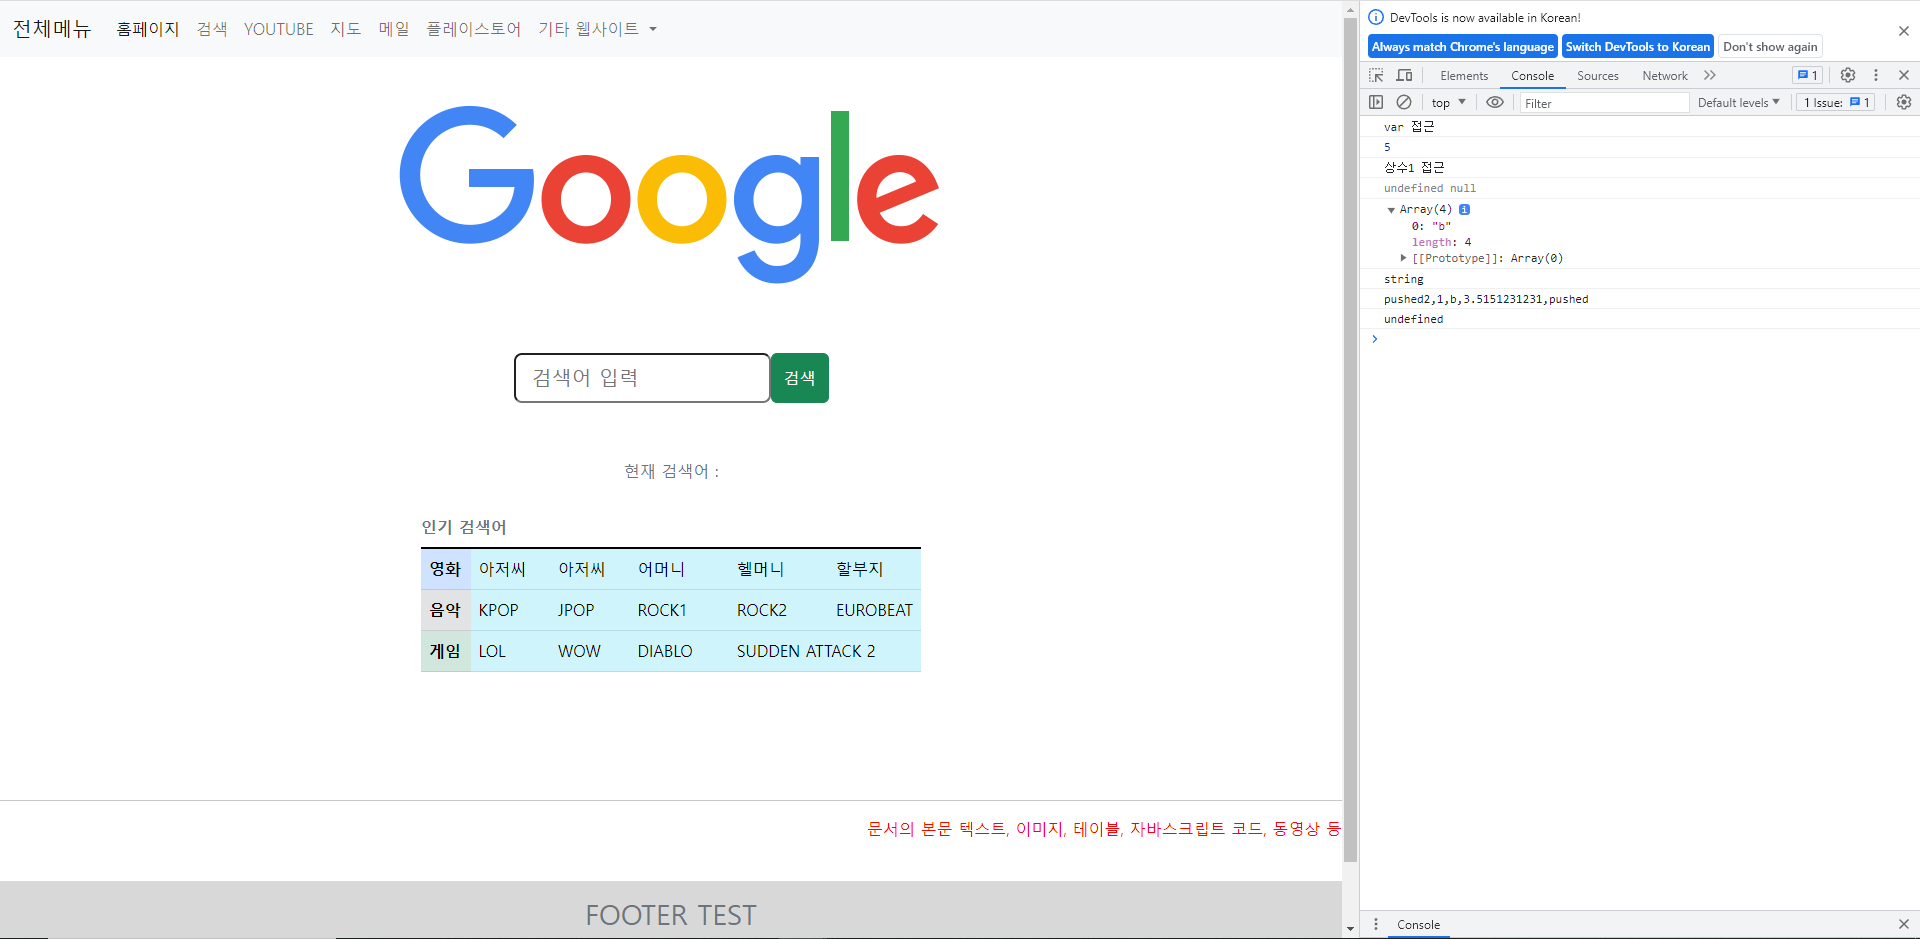 전체메뉴 홈페이지 검색 YOUTUBE 지도 메일 플레이스토어 기타 웹사이트
Google
검색어 입력 검색
현재 검색어 :
인기 검색어
영화 아저씨 아저씨 어머니 헬머니 할부지
음악 KPOP JPOP ROCK1 ROCK2 EUROBEAT
게임 LOL WOW DIABLO SUDDEN ATTACK 2
문서의 본문 텍스트, 이미지, 테이블, 자바스크립트 코드, 동영상 등
FOOTER TEST
DevTools is now available in Korean!
Always match Chrome's language Switch DevTools to Korean Don't show again
Elements Console Sources Network 1
top Filter Default levels 1 Issue: 1
var 접근
5
상수1 접근
undefined null
Array(4) i
0: "b"
length: 4
[[Prototype]]: Array(0)
string
pushed2,1,b,3.5151231231,pushed
undefined
Console